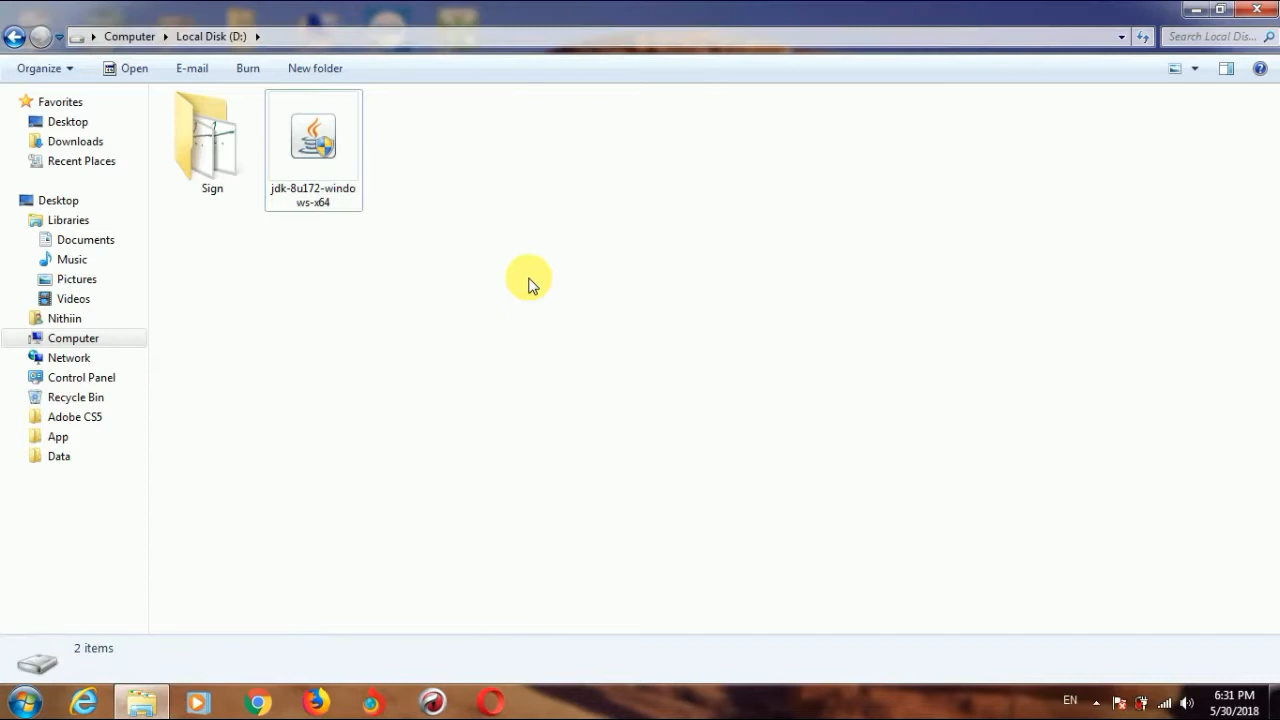 Computer Local Disk (D:)
Search Local Dis...
Organize Open E-mail Burn New folder
Favorites
Desktop
Downloads
Recent Places
Desktop
Libraries
Documents
Music
Pictures
Videos
Nithiin
Computer
Network
Control Panel
Recycle Bin
Adobe CS5
App
Data
Sign
jdk-8u172-windo
ws-x64
2 items
EN
6:31 PM
5/30/2018